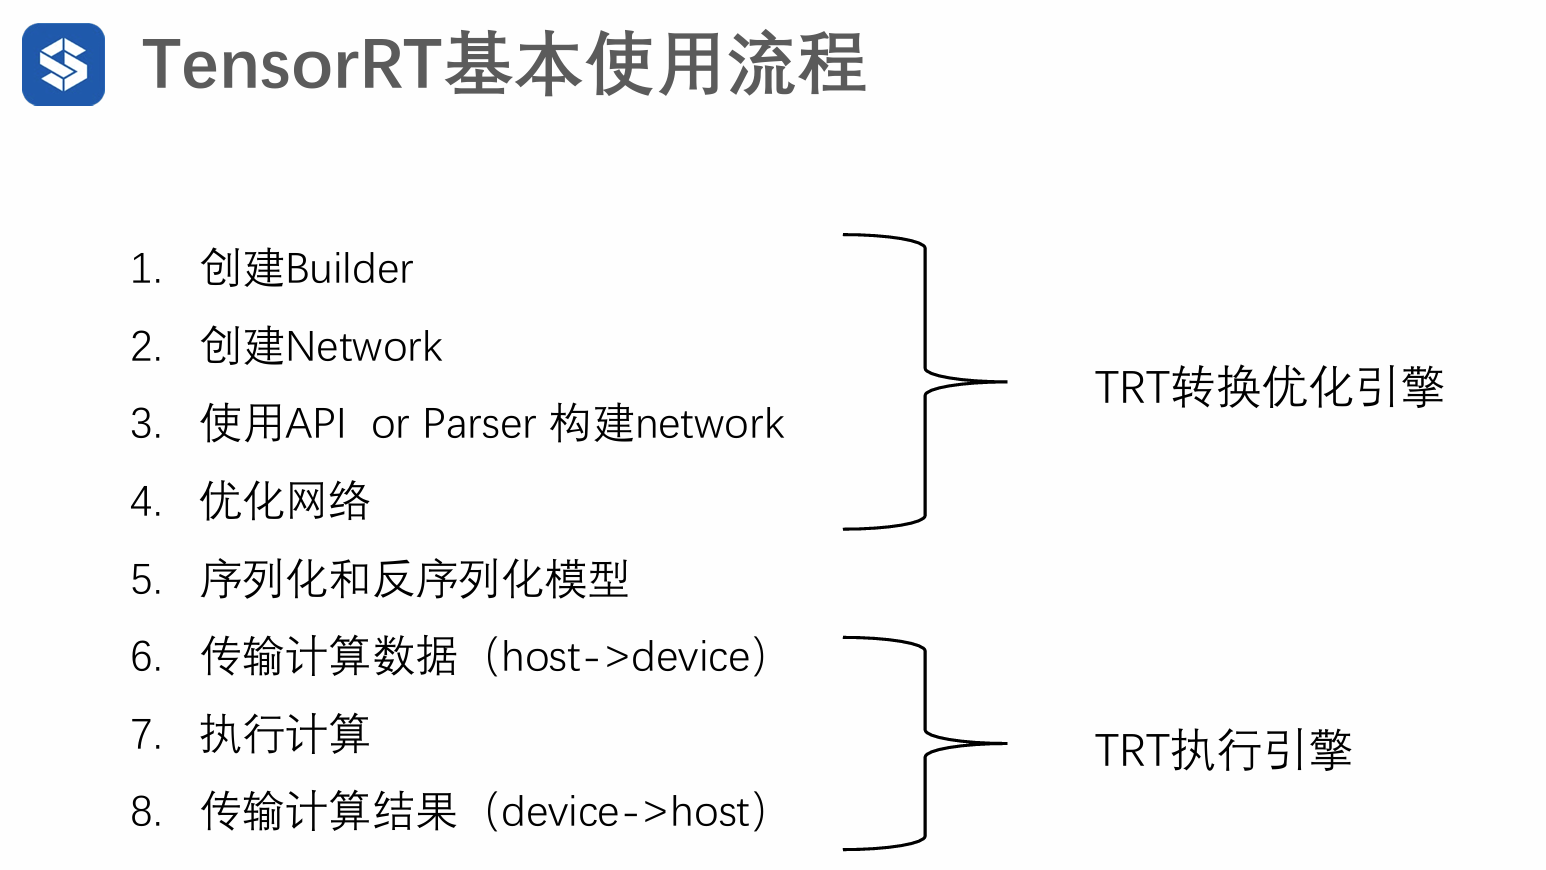 TensorRT基本使用流程
1. 创建Builder
2. 创建Network
3. 使用API or Parser 构建network
4. 优化网络
TRT转换优化引擎
5. 序列化和反序列化模型
6. 传输计算数据（host->device）
7. 执行计算
8. 传输计算结果（device->host）
TRT执行引擎